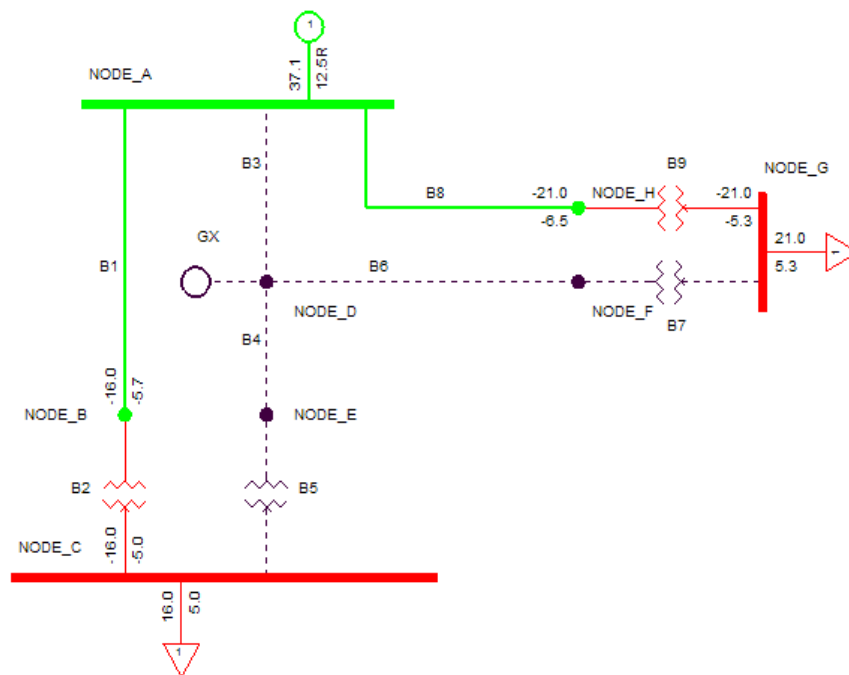 1
37.1
12.5R
NODE_A
B3
B9
NODE_G
B8
-21.0
NODE_H
-21.0
-6.5
-5.3
21.0
1
5.3
GX
B1
B6
NODE_D
NODE_F
B7
B4
-16.0
-5.7
NODE_B
NODE_E
B2
B5
-16.0
-5.0
NODE_C
16.0
5.0
1